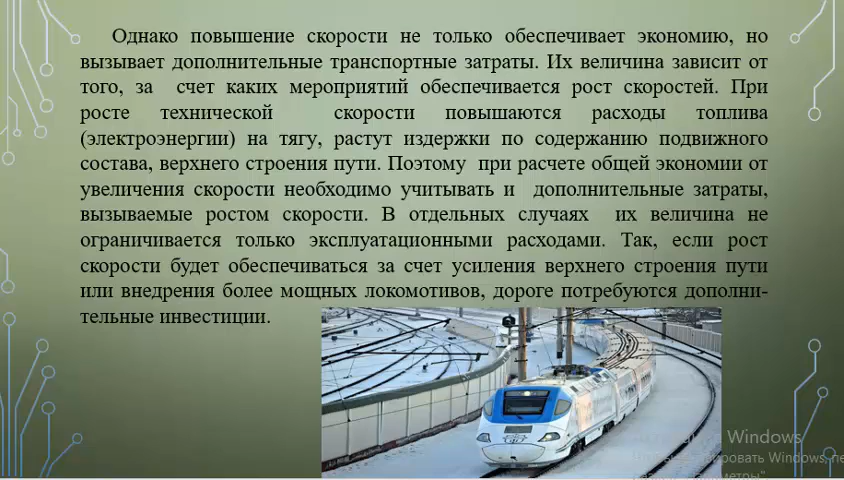 Однако повышение скорости не только обеспечивает экономию, но
вызывает дополнительные транспортные затраты. Их величина зависит от
того, за счет каких мероприятий обеспечивается рост скоростей. При
росте технической скорости повышаются расходы топлива
(электроэнергии) на тягу, растут издержки по содержанию подвижного
состава, верхнего строения пути. Поэтому при расчете общей экономии от
увеличения скорости необходимо учитывать и дополнительные затраты,
вызываемые ростом скорости. В отдельных случаях их величина не
ограничивается только эксплуатационными расходами. Так, если рост
скорости будет обеспечиваться за счет усиления верхнего строения пути
или внедрения более мощных локомотивов, дороге потребуются дополни-
тельные инвестиции.
Windows
Windows,